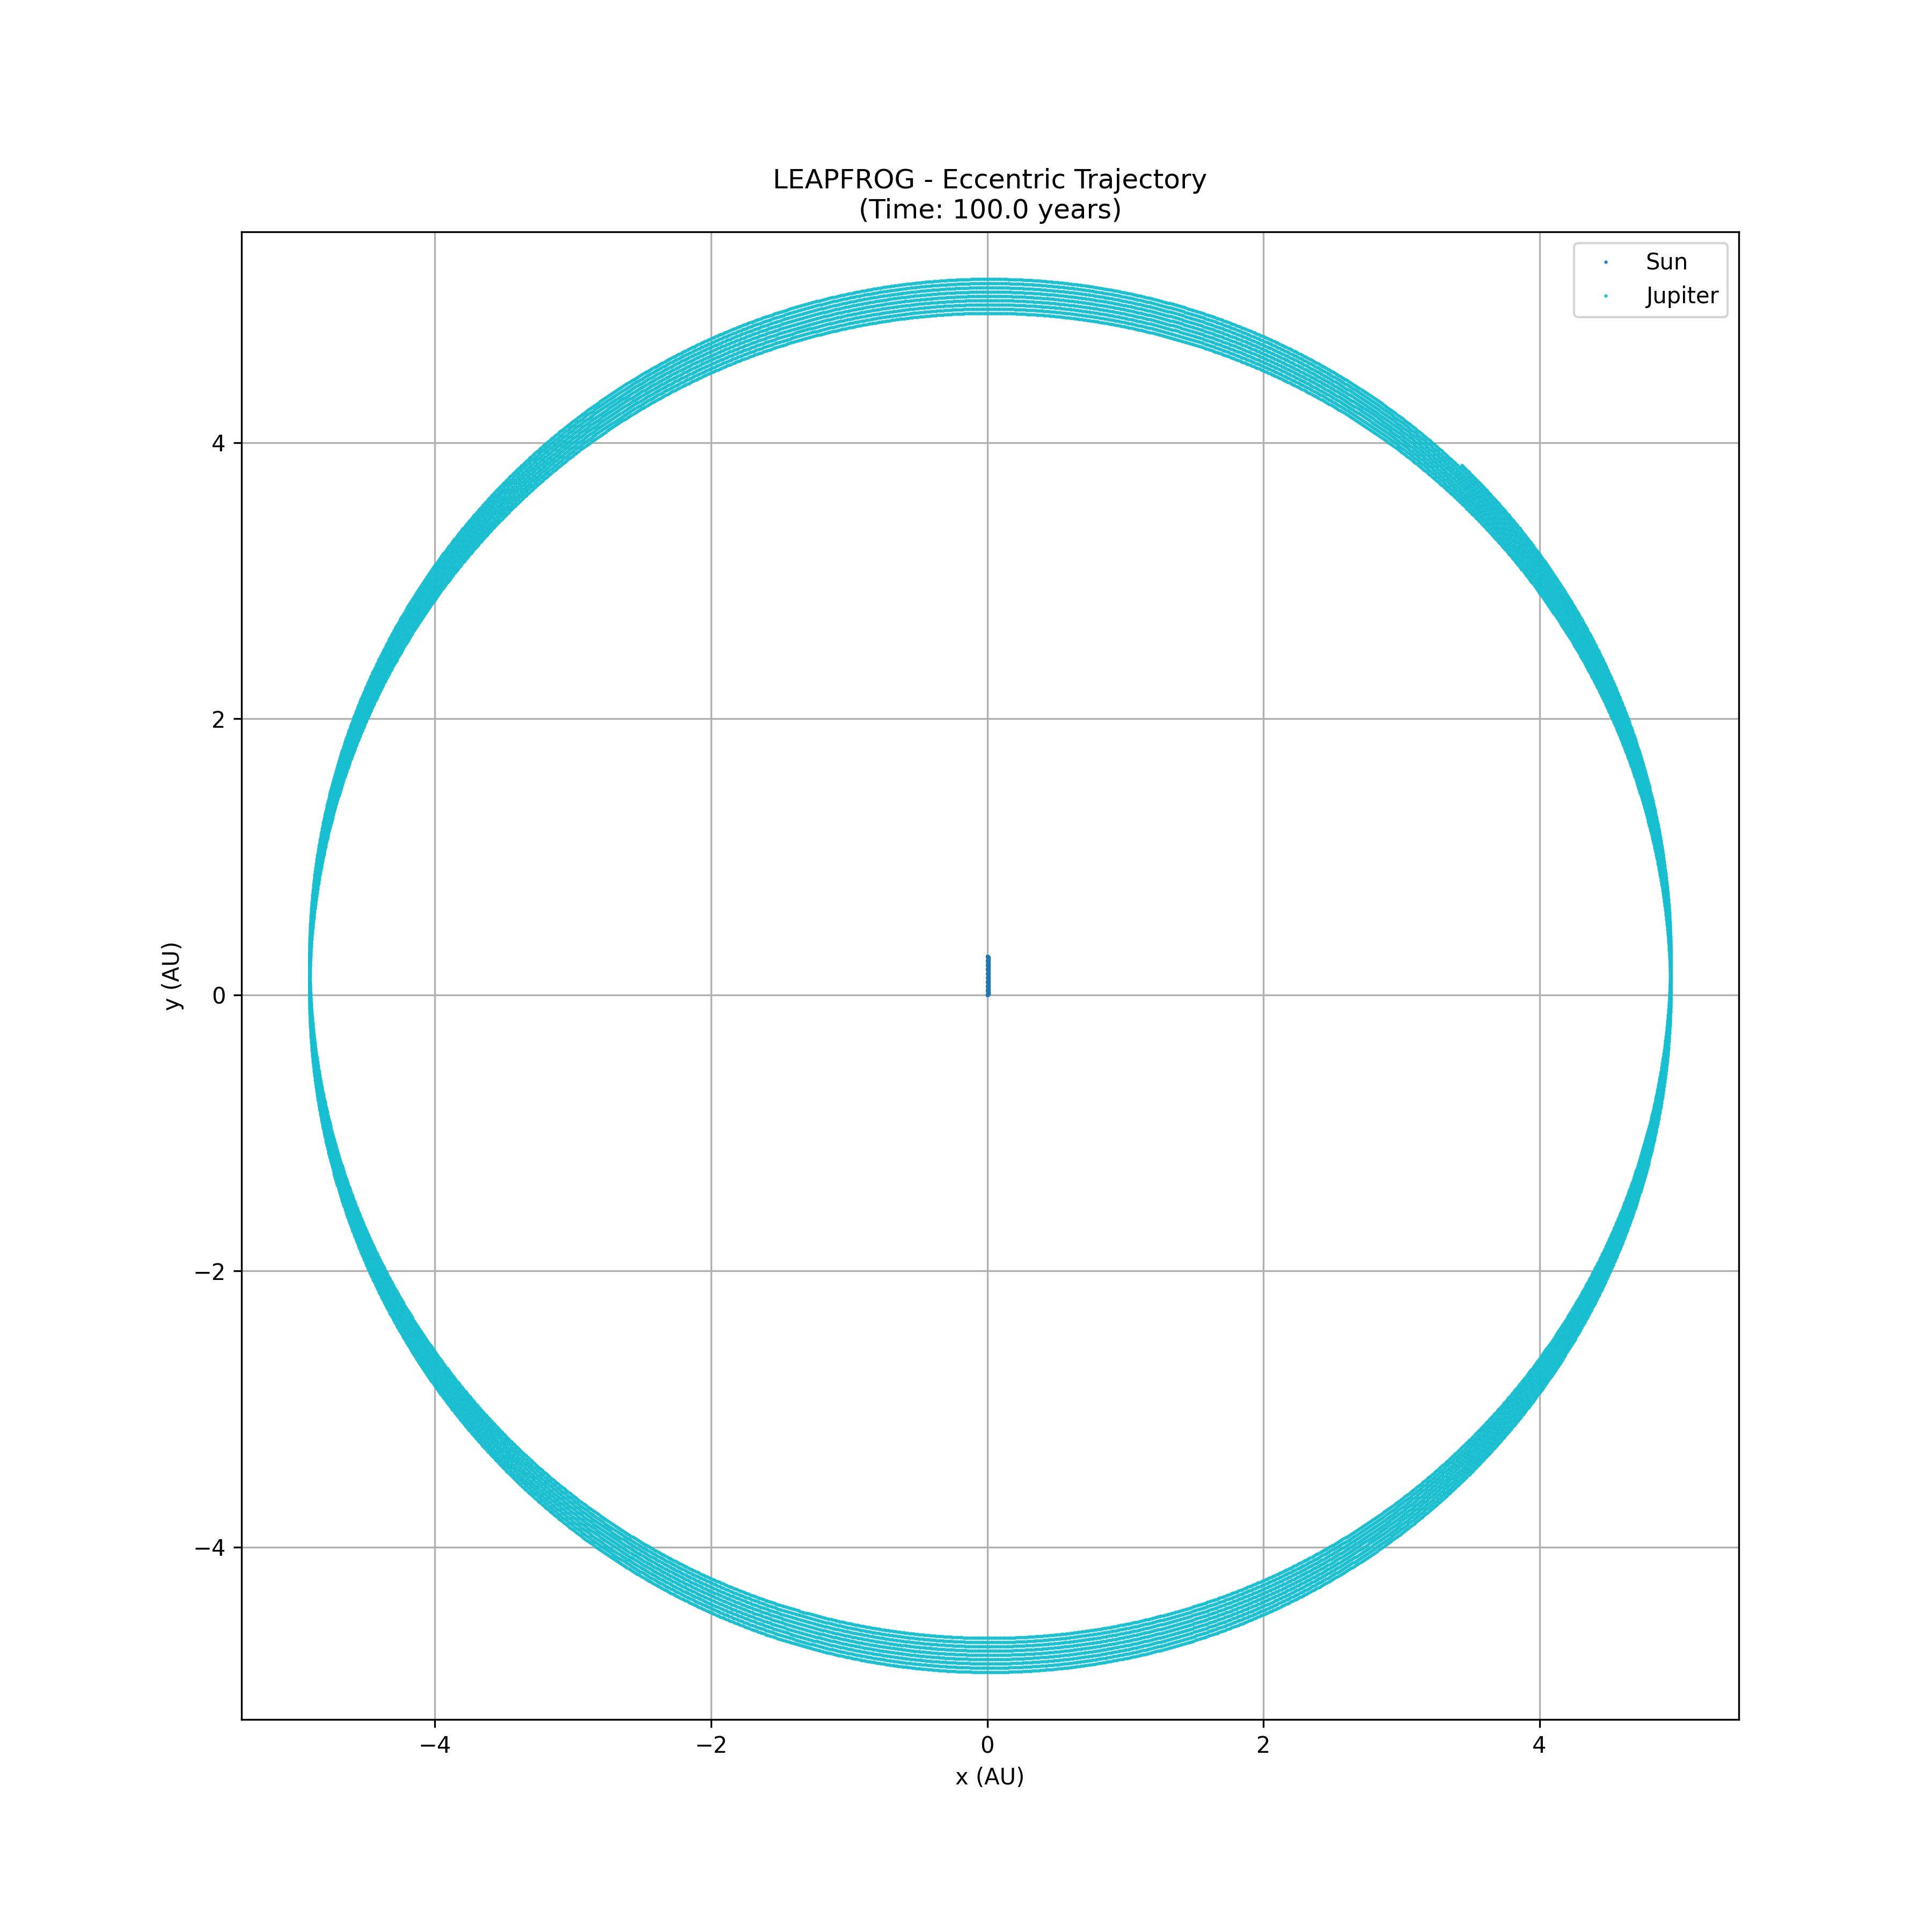 LEAPFROG - Eccentric Trajectory
(Time: 100.0 years)
Sun
Jupiter
4
2
0
−2
−4
y (AU)
−4
−2
0
2
4
x (AU)